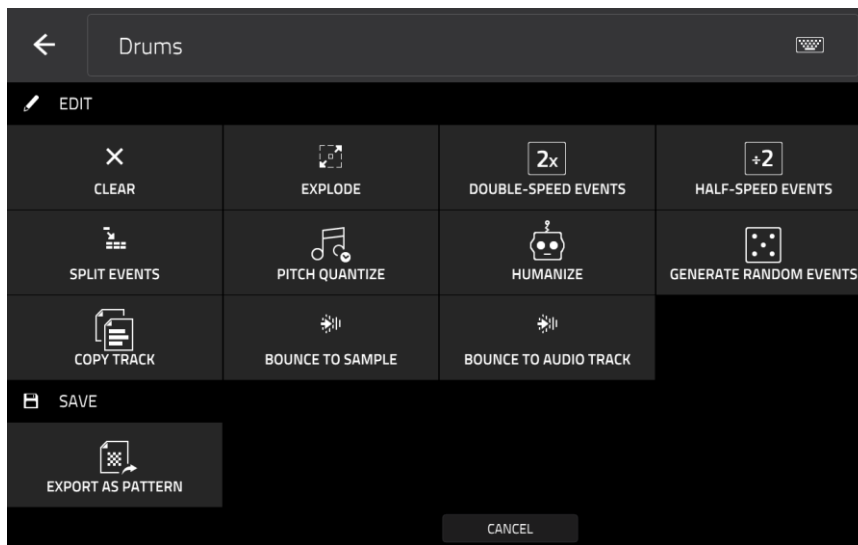 Drums
EDIT
CLEAR
EXPLODE
2x
DOUBLE-SPEED EVENTS
÷2
HALF-SPEED EVENTS
SPLIT EVENTS
PITCH QUANTIZE
HUMANIZE
GENERATE RANDOM EVENTS
COPY TRACK
BOUNCE TO SAMPLE
BOUNCE TO AUDIO TRACK
SAVE
EXPORT AS PATTERN
CANCEL